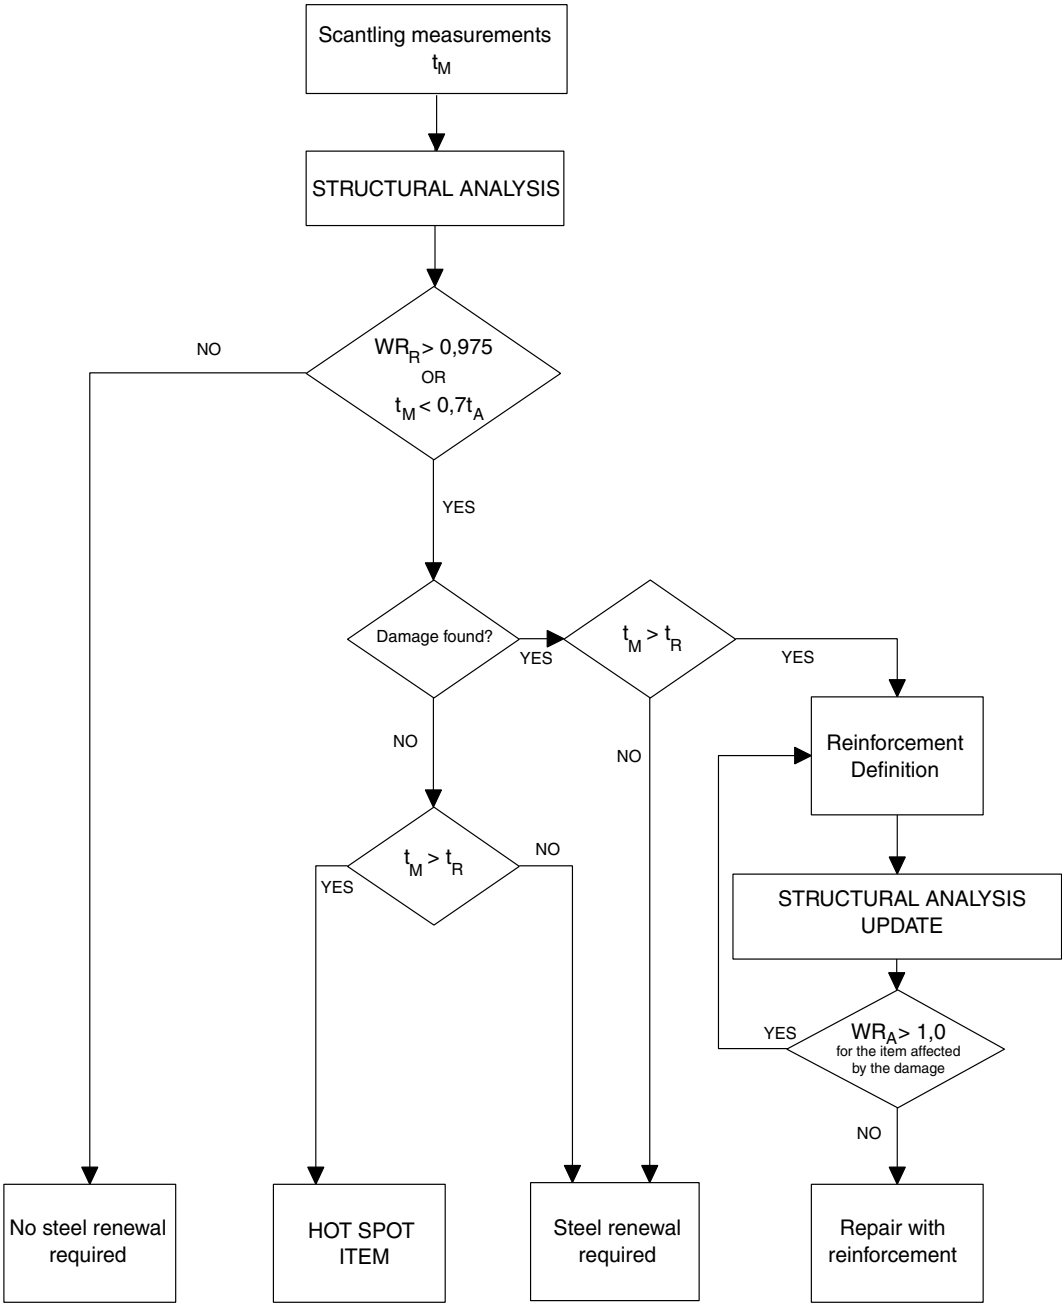 Scantling measurements
tM
STRUCTURAL ANALYSIS
WRR > 0,975
OR
tM < 0,7tA
NO
YES
Damage found?
YES
tM > tR
YES
NO
NO
Reinforcement
Definition
tM > tR
YES
NO
STRUCTURAL ANALYSIS
UPDATE
WRA > 1,0
for the item affected
by the damage
YES
NO
No steel renewal
required
HOT SPOT
ITEM
Steel renewal
required
Repair with
reinforcement